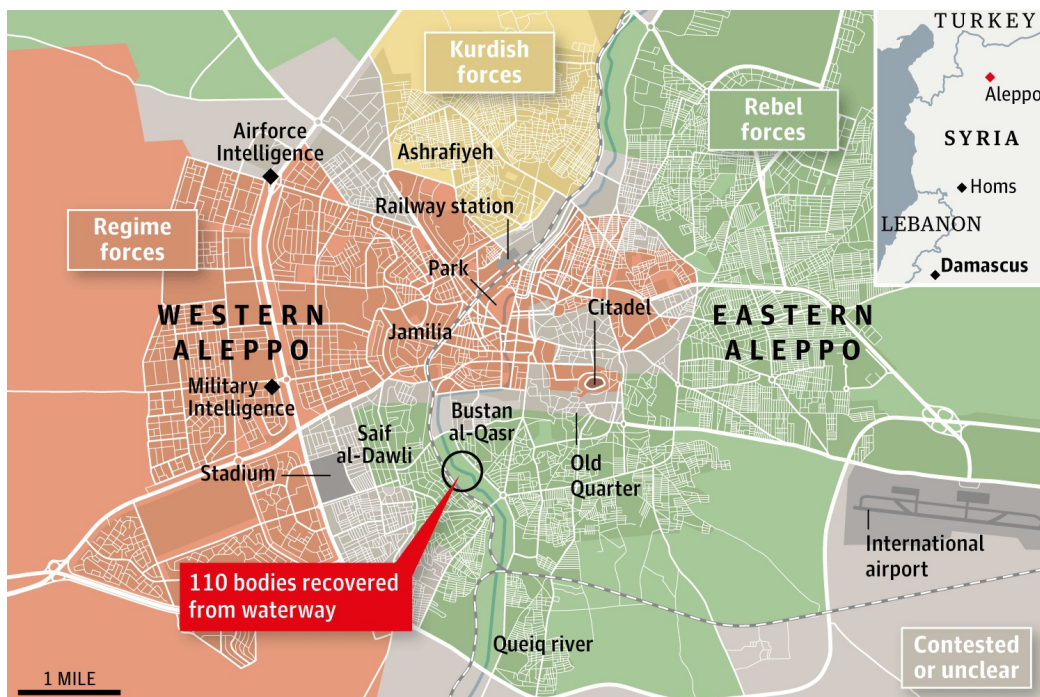 Kurdish
forces
Rebel
forces
Regime
forces
Airforce
Intelligence
Ashrafiyeh
Railway station
Park
Citadel
WESTERN
ALEPPO
Jamilia
EASTERN
ALEPPO
Military
Intelligence
Bustan
al-Qasr
Saif
al-Dawli
Stadium
Old
Quarter
International
airport
110 bodies recovered
from waterway
Queiq river
Contested
or unclear
1 MILE
TURKEY
Aleppo
SYRIA
Homs
LEBANON
Damascus